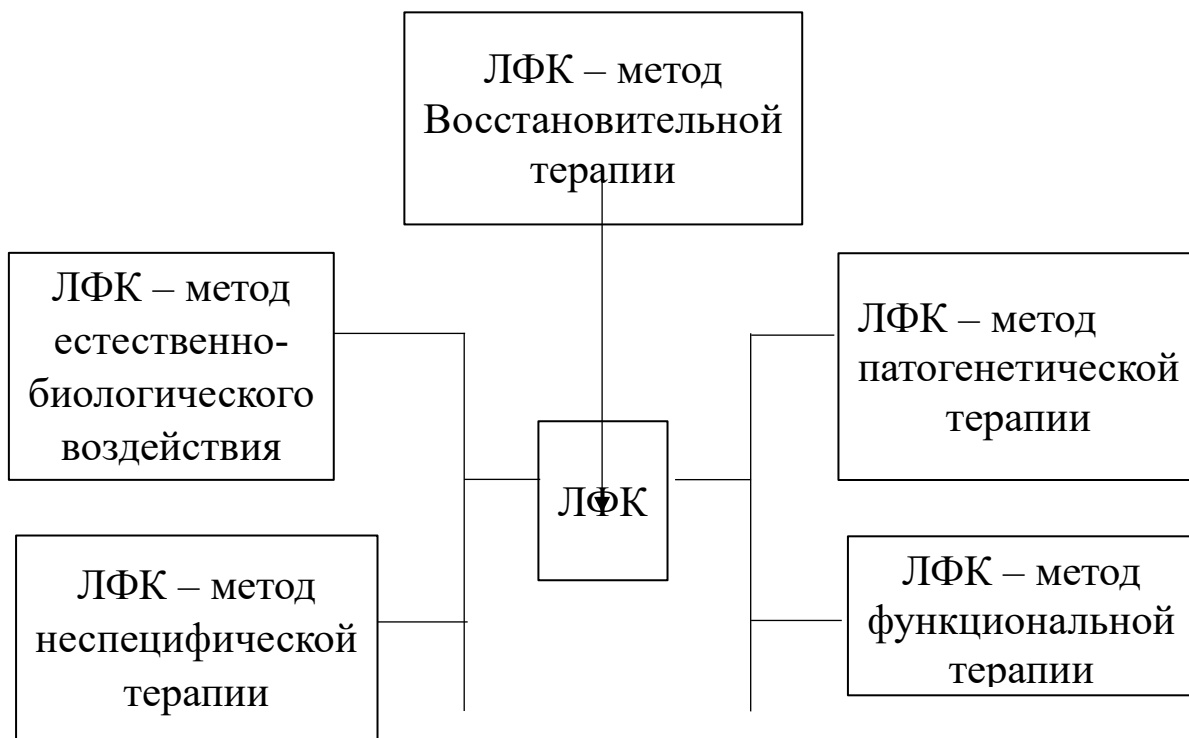 ЛФК – метод
Восстановительной
терапии
ЛФК – метод
естественно-
биологического
воздействия
ЛФК – метод
патогенетической
терапии
ЛФК
ЛФК – метод
неспецифической
терапии
ЛФК – метод
функциональной
терапии